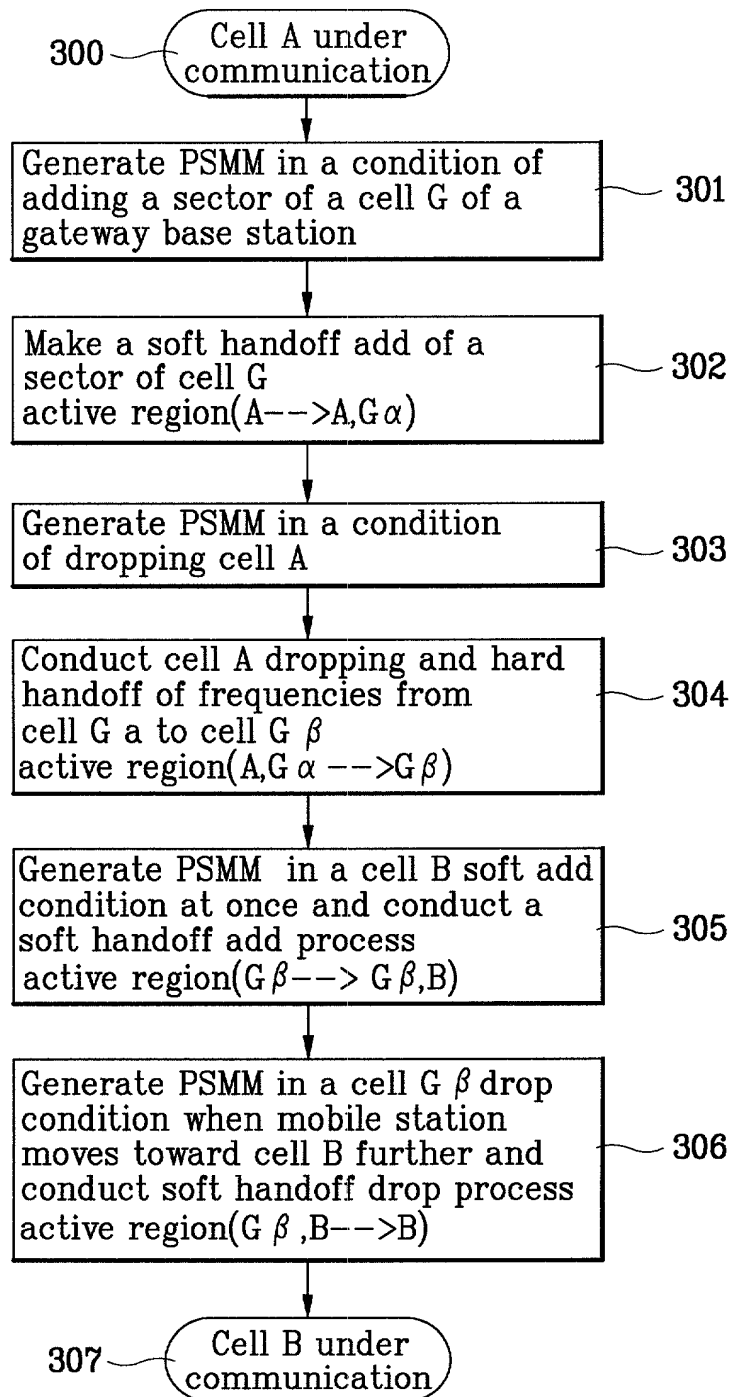 300
Cell A under
communication
Generate PSMM in a condition of
adding a sector of a cell G of a
gateway base station
301
Make a soft handoff add of a
sector of cell G
active region(A-->A,G α)
302
Generate PSMM in a condition
of dropping cell A
303
Conduct cell A dropping and hard
handoff of frequencies from
cell G a to cell G β
active region(A,G α -->G β)
304
Generate PSMM in a cell B soft add
condition at once and conduct a
soft handoff add process
active region(G β--> G β,B)
305
Generate PSMM in a cell G β drop
condition when mobile station
moves toward cell B further and
conduct soft handoff drop process
active region(G β ,B-->B)
306
307
Cell B under
communication